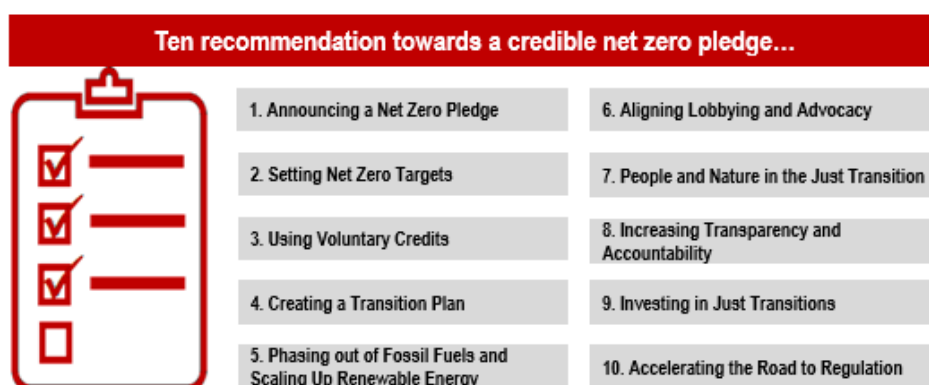 Ten recommendation towards a credible net zero pledge...
1. Announcing a Net Zero Pledge
2. Setting Net Zero Targets
3. Using Voluntary Credits
4. Creating a Transition Plan
5. Phasing out of Fossil Fuels and
Scaling Up Renewable Energy
6. Aligning Lobbying and Advocacy
7. People and Nature in the Just Transition
8. Increasing Transparency and
Accountability
9. Investing in Just Transitions
10. Accelerating the Road to Regulation